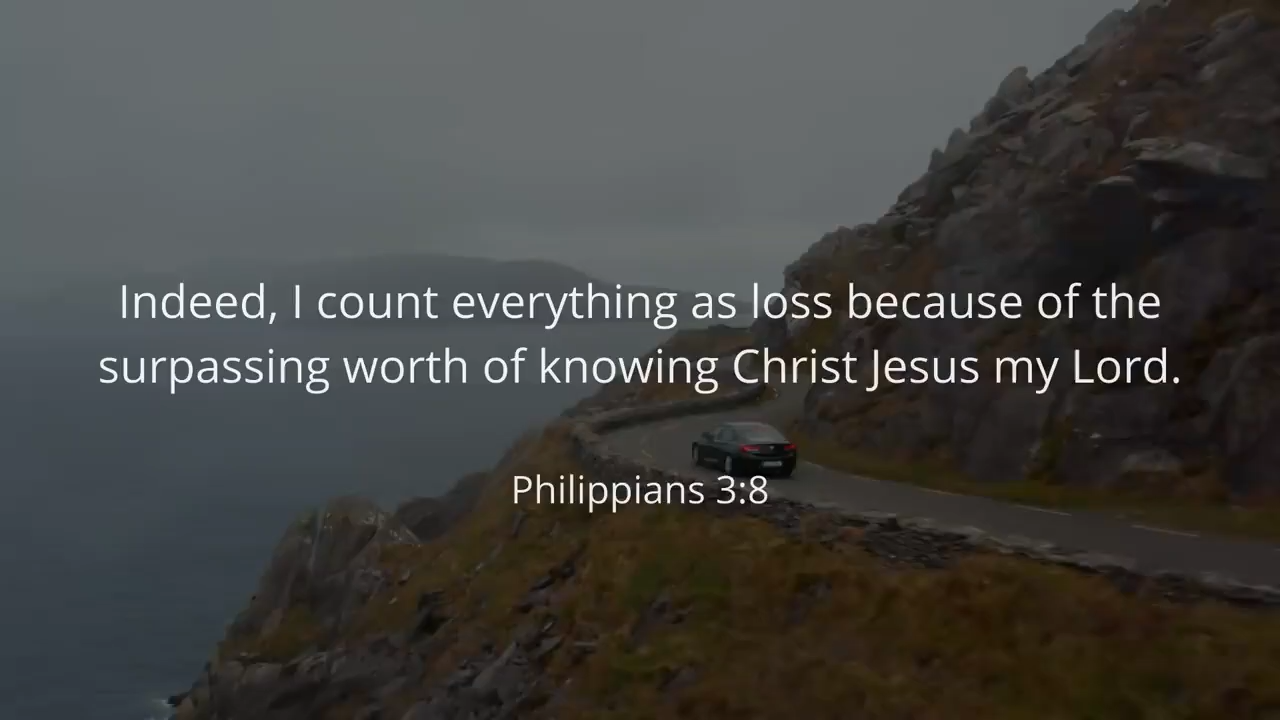 Indeed, I count everything as loss because of the
surpassing worth of knowing Christ Jesus my Lord.
Philippians 3:8